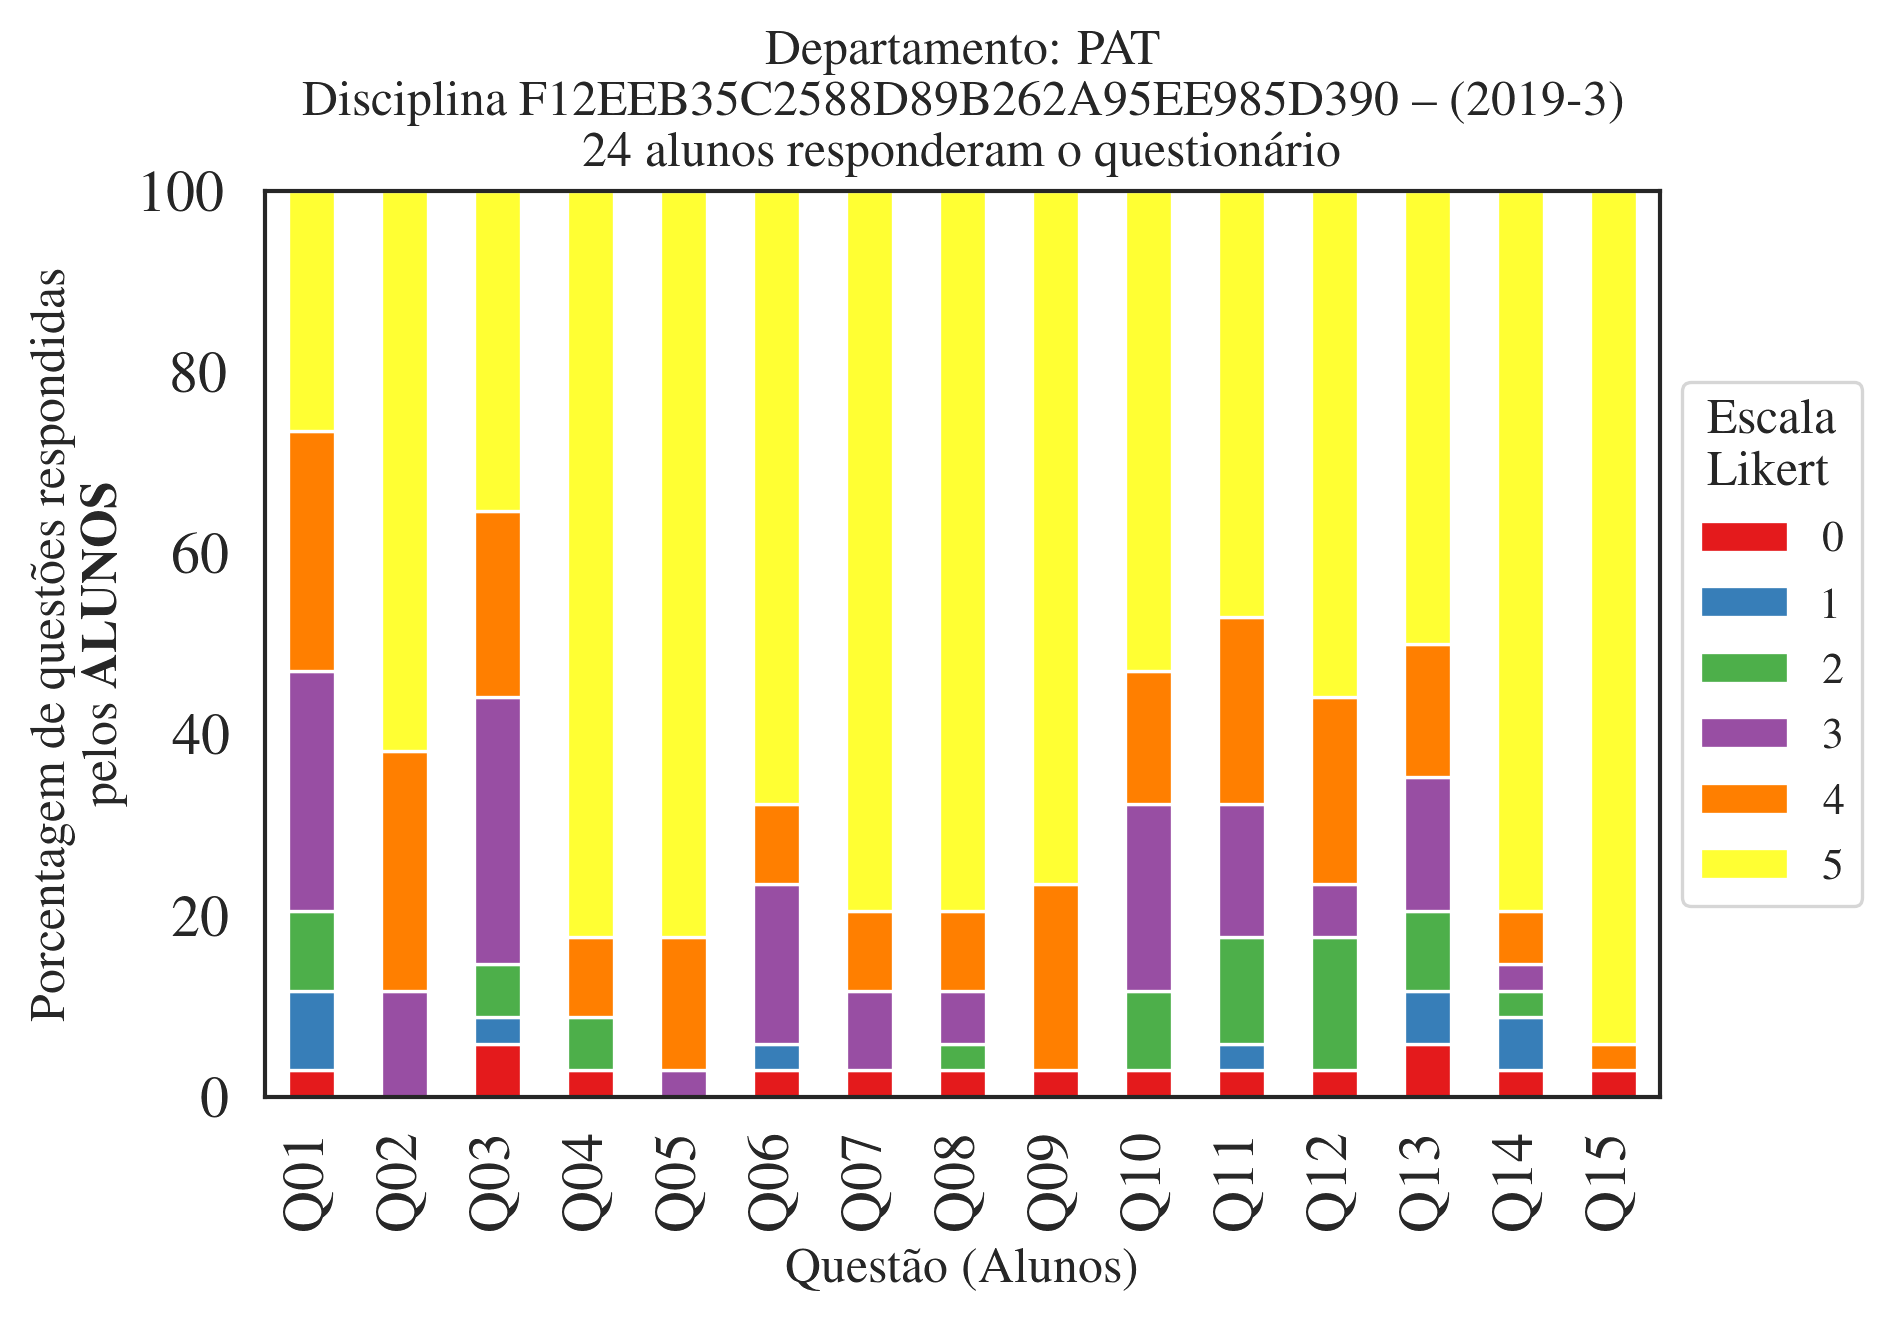 Departamento: PAT
Disciplina F12EEB35C2588D89B262A95EE985D390 – (2019-3)
24 alunos responderam o questionário
100
80
60
40
20
0
Porcentagem de questões respondidas
pelos ALUNOS
Q01
Q02
Q03
Q04
Q05
Q06
Q07
Q08
Q09
Q10
Q11
Q12
Q13
Q14
Q15
Questão (Alunos)
Escala
Likert
0
1
2
3
4
5